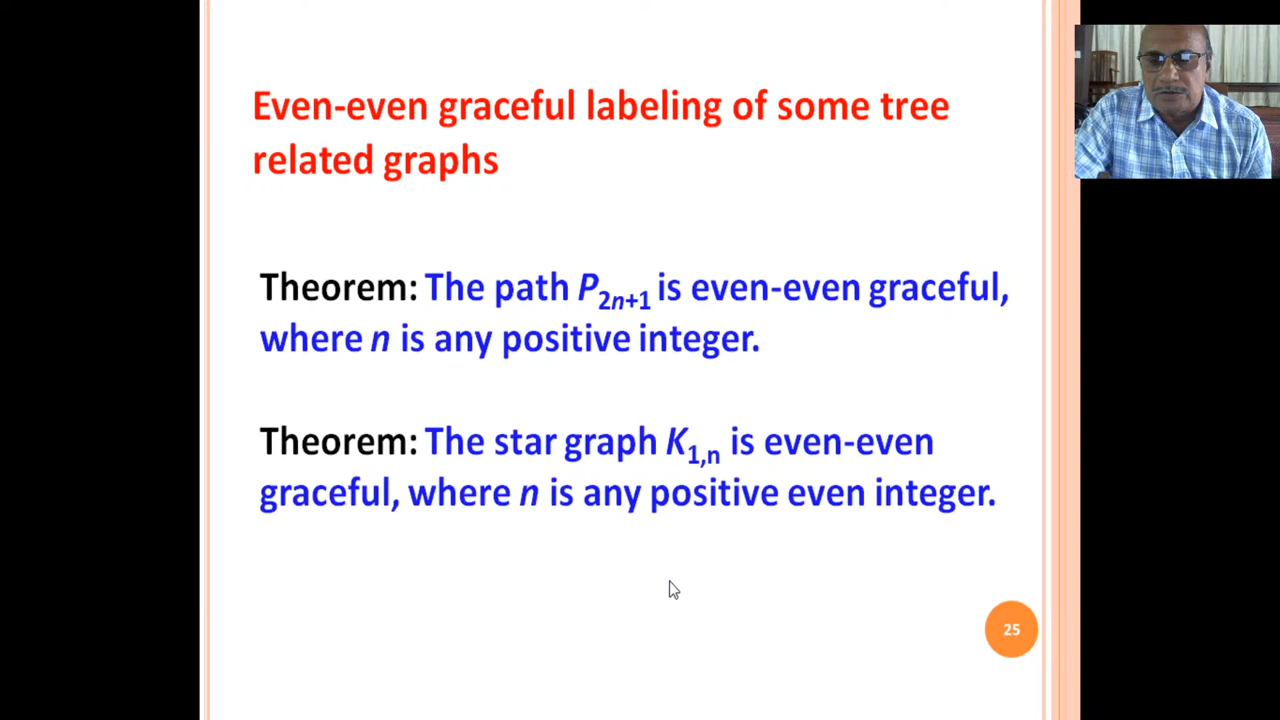 Even-even graceful labeling of some tree
related graphs
Theorem: The path P2n+1 is even-even graceful,
where n is any positive integer.
Theorem: The star graph K1,n is even-even
graceful, where n is any positive even integer.
25